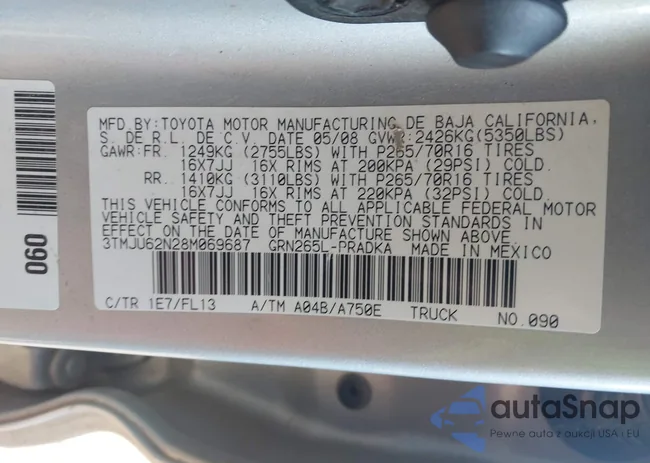 MFD BY: TOYOTA MOTOR MANUFACTURING DE BAJA CALIFORNIA,
S. DE R.L. DE C.V. DATE 05/08 GVWR: 2426KG(5350LBS)
GAWR:FR. 1249KG (2755LBS) WITH P265/70R16 TIRES
16X7JJ 16X RIMS AT 200KPA (29PSI) COLD.
RR. 1410KG (3110LBS) WITH P265/70R16 TIRES
16X7JJ 16X RIMS AT 220KPA (32PSI) COLD.
THIS VEHICLE CONFORMS TO ALL APPLICABLE FEDERAL MOTOR
VEHICLE SAFETY AND THEFT PREVENTION STANDARDS IN
EFFECT ON THE DATE OF MANUFACTURE SHOWN ABOVE
3TMJU62N28M069687 GRN265L-PRADKA MADE IN MEXICO
C/TR 1E7/FL13 A/TM A04B/A750E TRUCK NO.090
060
autaSnap
Pewne auta z aukcji USA i EU